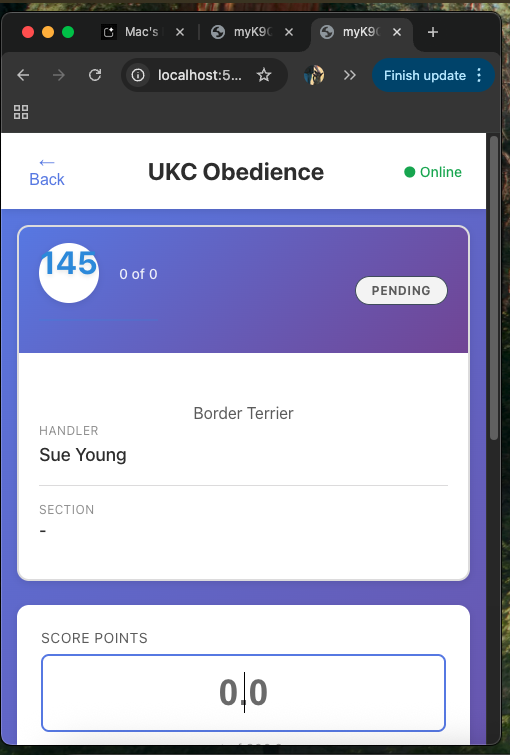 Mac's
myK9
myK9
localhost:5...
Finish update
← Back
UKC Obedience
Online
145
0 of 0
PENDING
Border Terrier
HANDLER
Sue Young
SECTION
-
SCORE POINTS
0.0